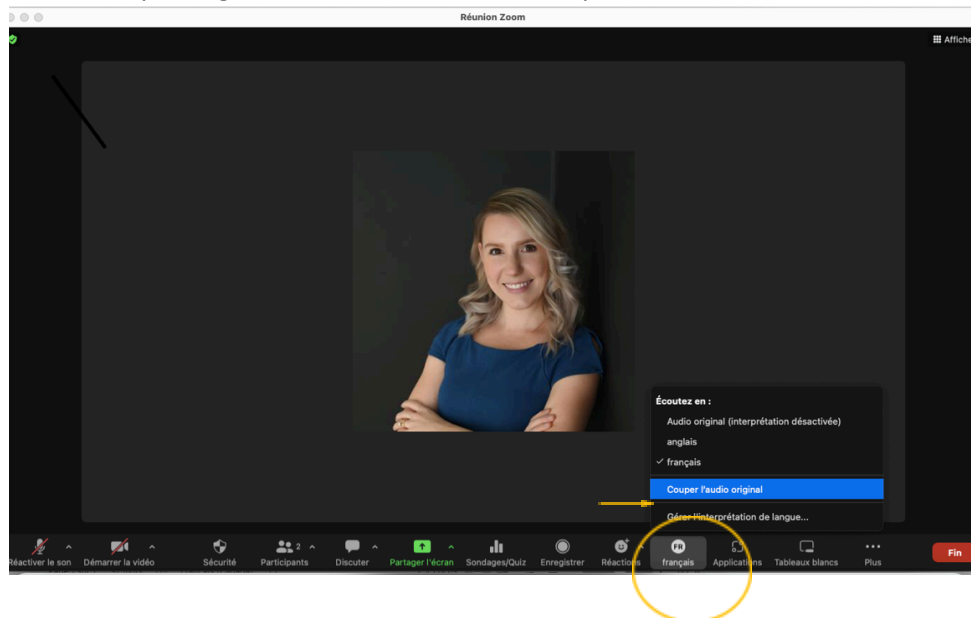 Réunion Zoom
Affiche
Écoutez en :
Audio original (interprétation désactivée)
anglais
✓ français
Couper l'audio original
Gérer l'interprétation de langue...
2
Réactiver le son
Démarrer la vidéo
Sécurité
Participants
Discuter
Partager l'écran
Sondages/Quiz
Enregistrer
Réactions
FR
français
Applications
Tableaux blancs
Plus
Fin